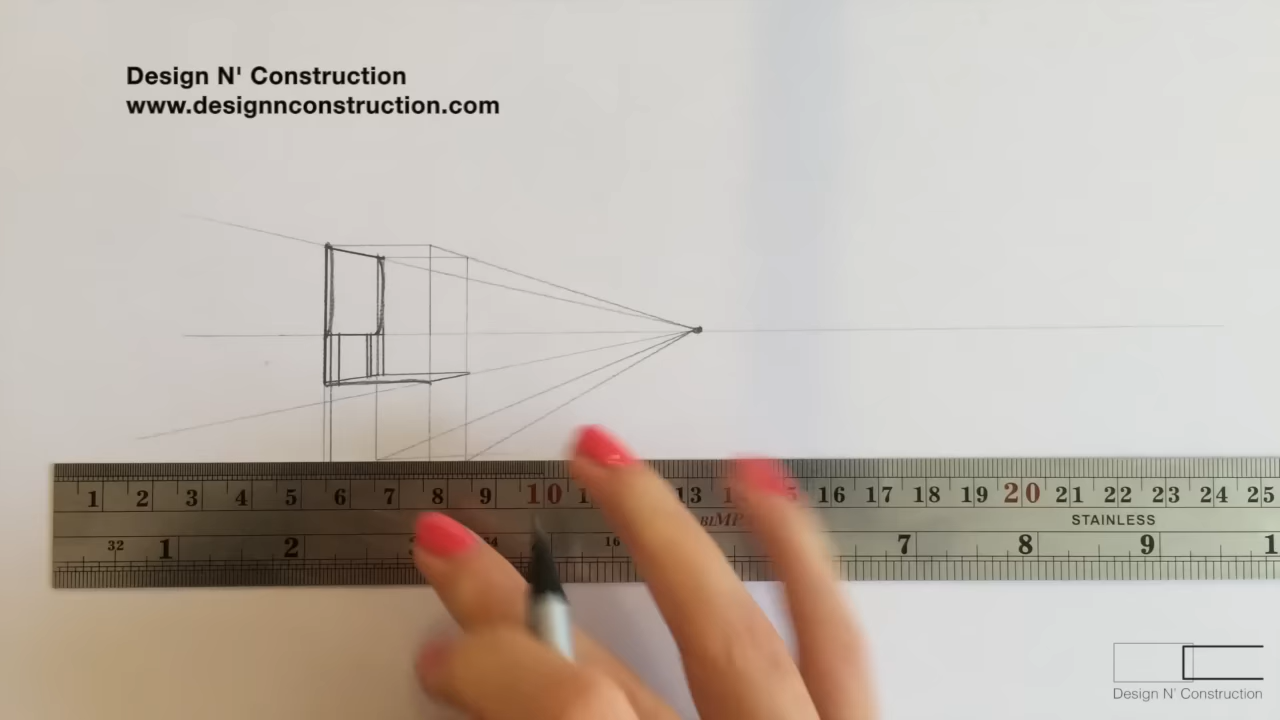 Design N' Construction
www.designnconstruction.com
1 2 3 4 5 6 7 8 9 10 13 16 17 18 19 20 21 22 23 24 25
STAINLESS
32 1 2 16 7 8 9 1
Design N' Construction